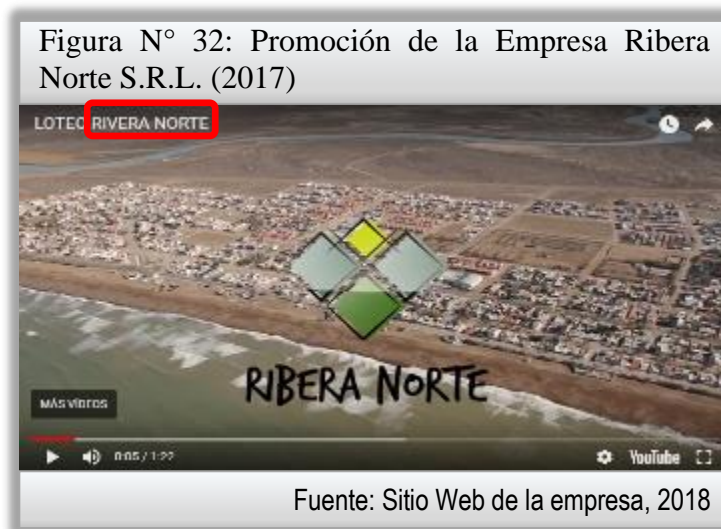 Figura N° 32: Promoción de la Empresa Ribera
Norte S.R.L. (2017)
LOTEO RIVERA NORTE
RIBERA NORTE
MÁS VÍDEOS
0:05 / 1:22
YouTube
Fuente: Sitio Web de la empresa, 2018